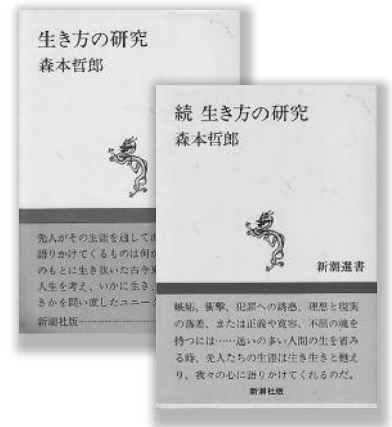 生き方の研究
森本哲郎
先人がその生涯を通して
語りかけてくるものは何か
のもとに生き抜いた古今東
人生を考え、いかに生き、
きかを問い直したユニー
新潮社版
続 生き方の研究
森本哲郎
新潮選書
嫉妬、衝撃、犯罪への誘惑、理想と現実
の落差、または正義や寛容、不屈の魂を
持つには……迷いの多い人間の生を省み
る時、先人たちの生涯は生き生きと甦え
り、我々の心に語りかけてくれるのだ。
新潮社版